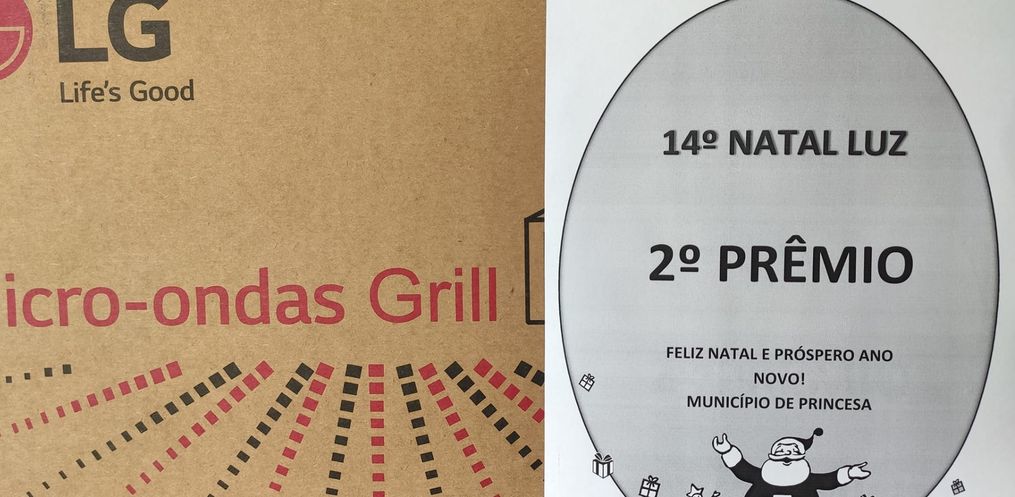 LG
Life's Good
icro-ondas Grill
14º NATAL LUZ
2º PRÊMIO
FELIZ NATAL E PRÓSPERO ANO
NOVO!
MUNICÍPIO DE PRINCESA